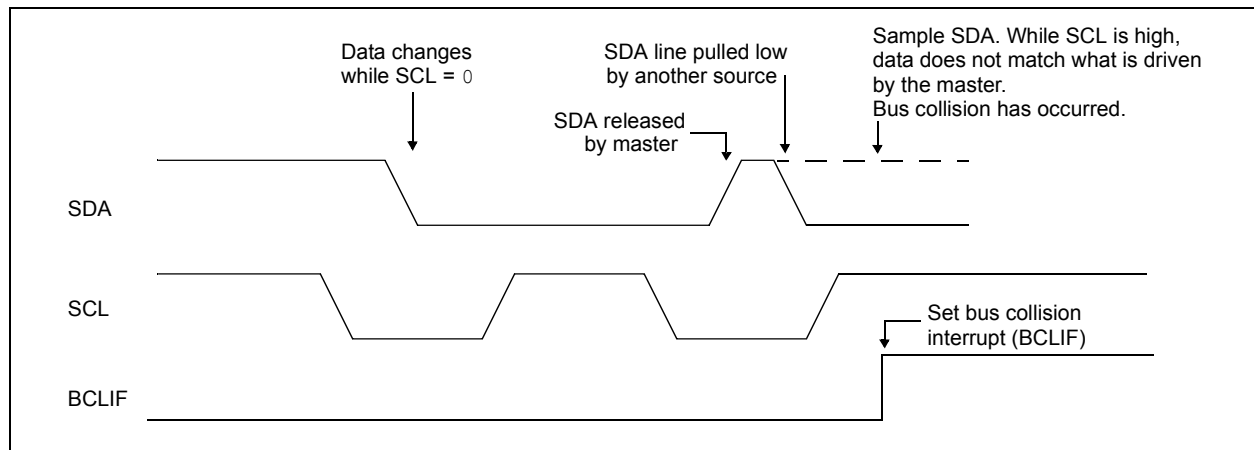 Data changes
while SCL = 0
SDA line pulled low
by another source
Sample SDA. While SCL is high,
data does not match what is driven
by the master.
Bus collision has occurred.
SDA released
by master
SDA
SCL
Set bus collision
interrupt (BCLIF)
BCLIF